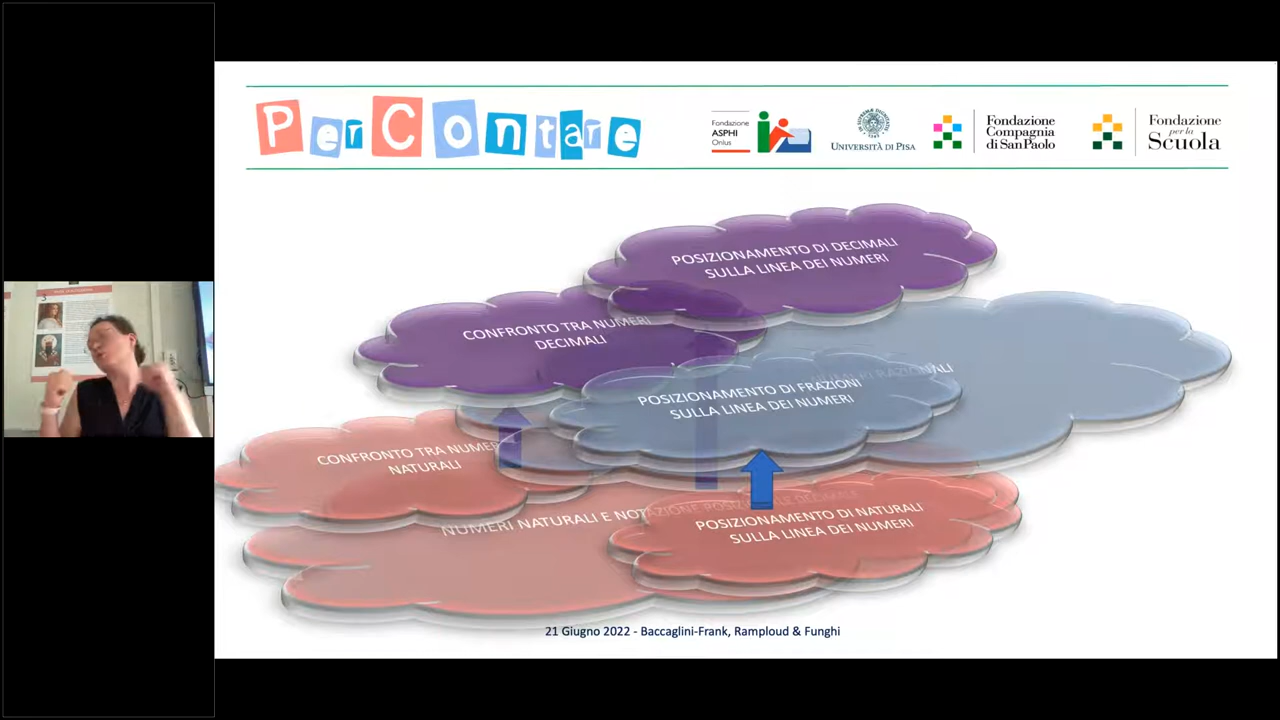 PerContare
Fondazione
ASPHI
Onlus
UNIVERSITÀ DI PISA
Fondazione
Compagnia
di San Paolo
Fondazione
per la
Scuola
POSIZIONAMENTO DI DECIMALI
SULLA LINEA DEI NUMERI
CONFRONTO TRA NUMERI
DECIMALI
RAZIONALI
POSIZIONAMENTO DI FRAZIONI
SULLA LINEA DEI NUMERI
CONFRONTO TRA NUMERI
NATURALI
NUMERI NATURALI E NOTAZIONE POSIZIONALE DECIMALE
POSIZIONAMENTO DI NATURALI
SULLA LINEA DEI NUMERI
21 Giugno 2022 - Baccaglini-Frank, Ramploud & Funghi